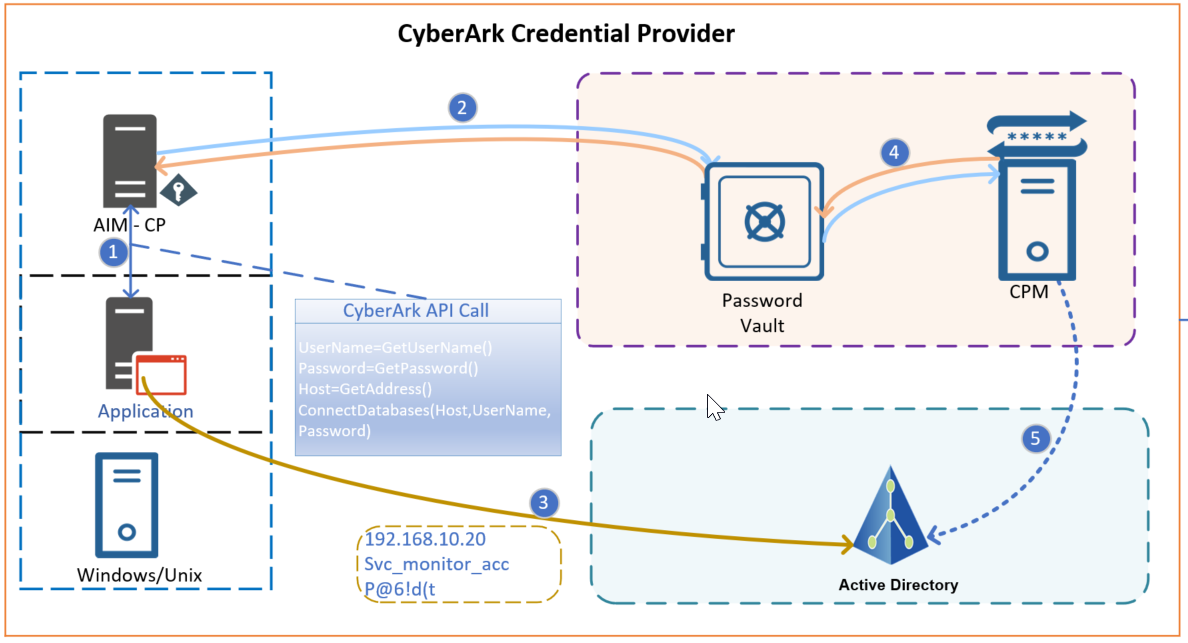 CyberArk Credential Provider
2
*****
4
AIM - CP
1
CyberArk API Call
UserName=GetUserName()
Password=GetPassword()
Host=GetAddress()
ConnectDatabases(Host,UserName,
Password)
Password
Vault
CPM
Application
5
3
192.168.10.20
Svc_monitor_acc
P@6!d(t
Windows/Unix
Active Directory